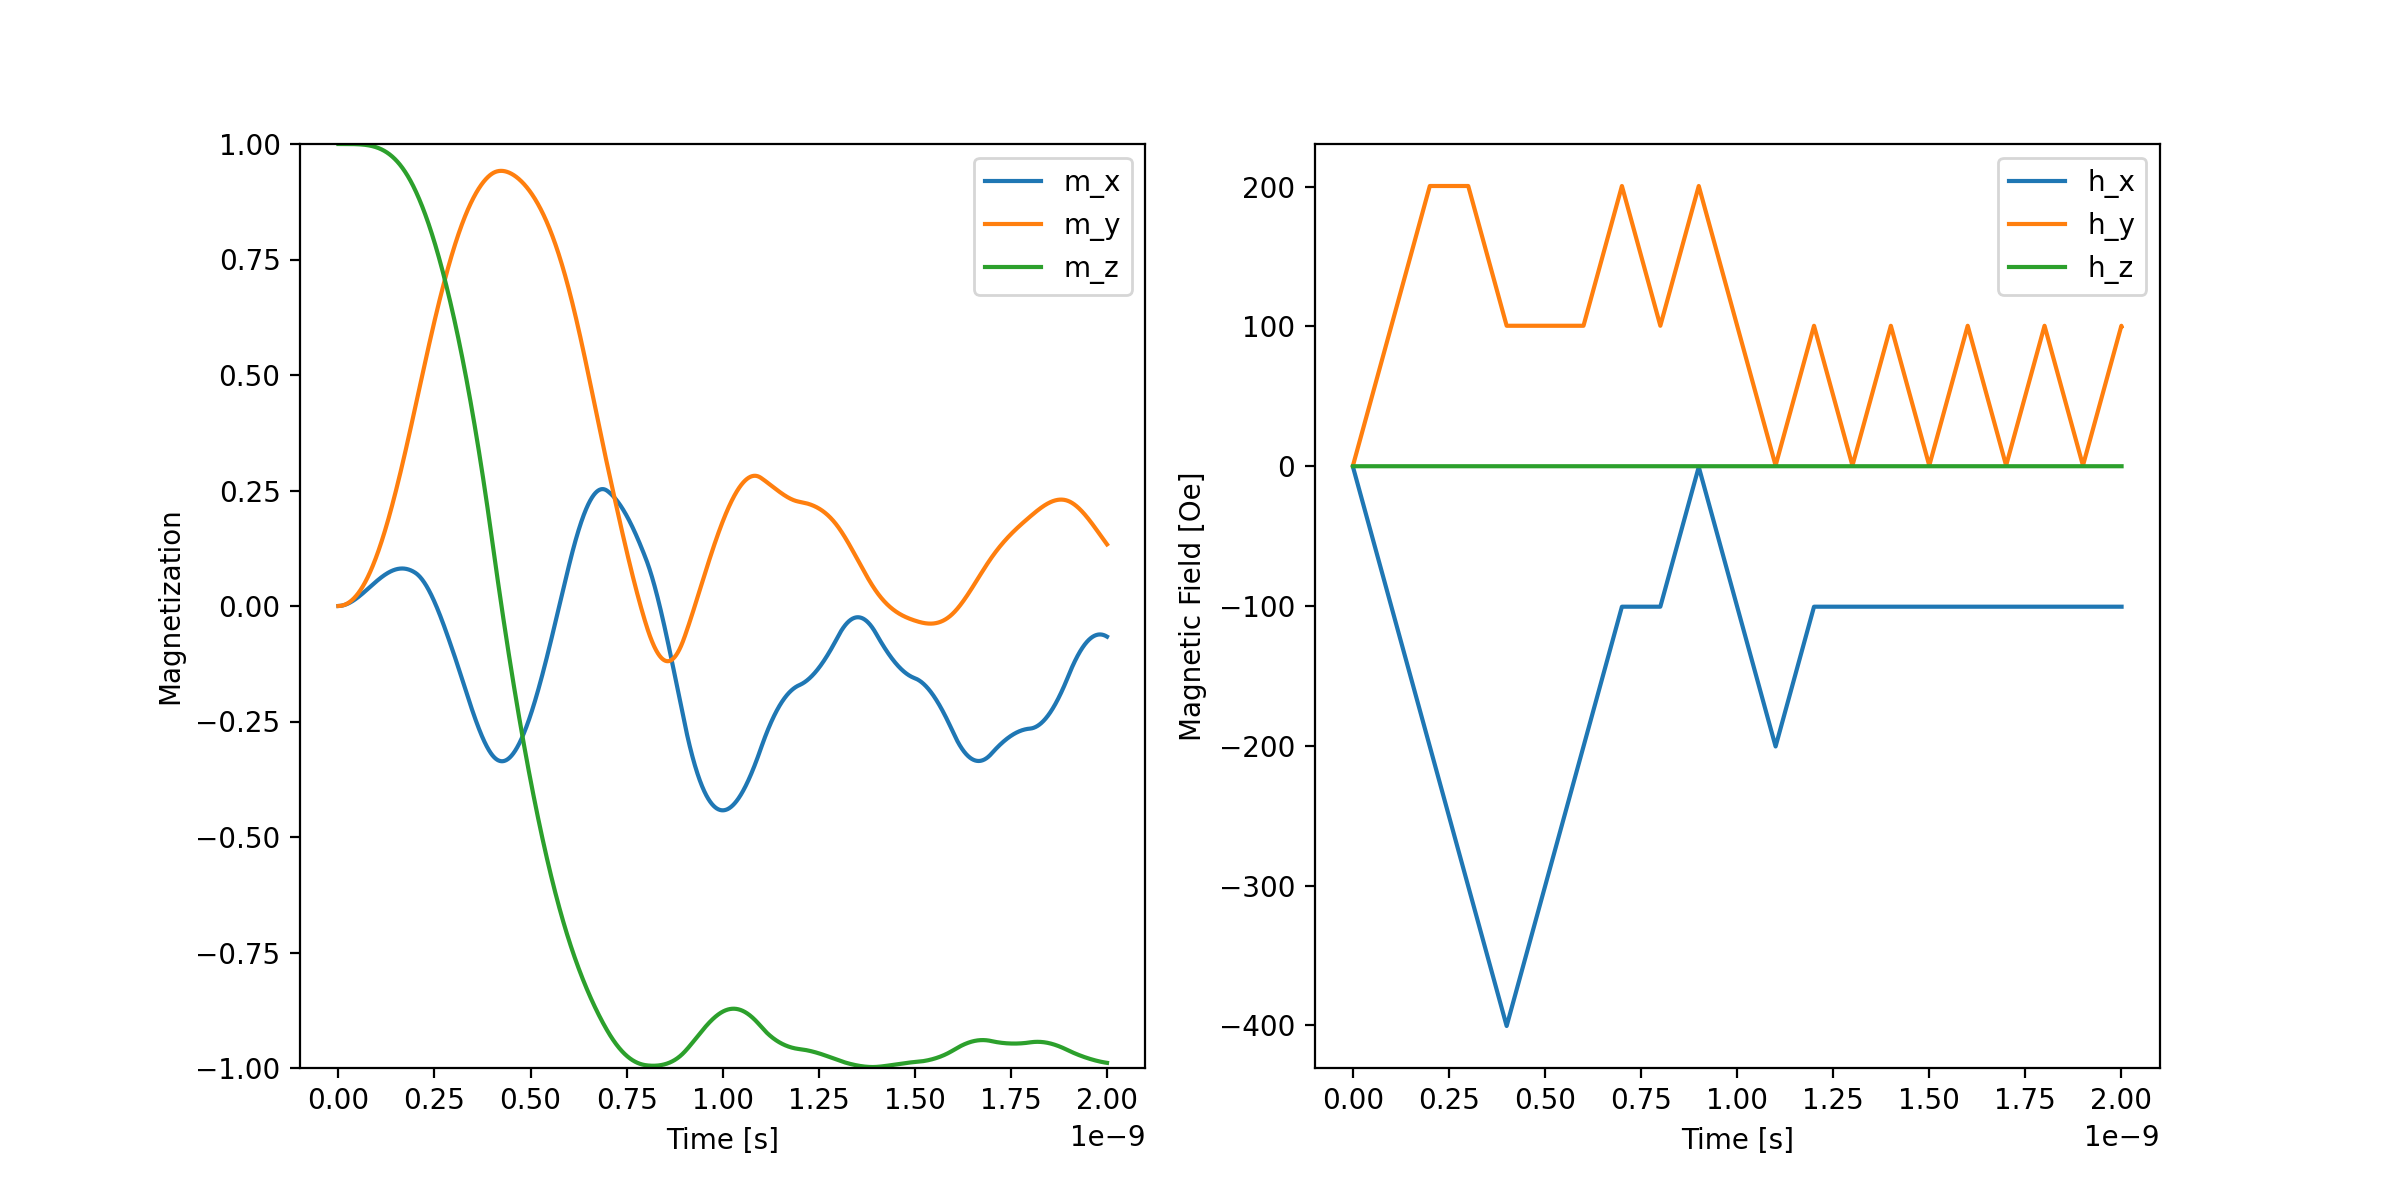 1.00
0.75
0.50
0.25
0.00
−0.25
−0.50
−0.75
−1.00
Magnetization
m_x
m_y
m_z
0.00 0.25 0.50 0.75 1.00 1.25 1.50 1.75 2.00
Time [s]
1e−9
200
100
0
−100
−200
−300
−400
Magnetic Field [Oe]
h_x
h_y
h_z
0.00 0.25 0.50 0.75 1.00 1.25 1.50 1.75 2.00
Time [s]
1e−9